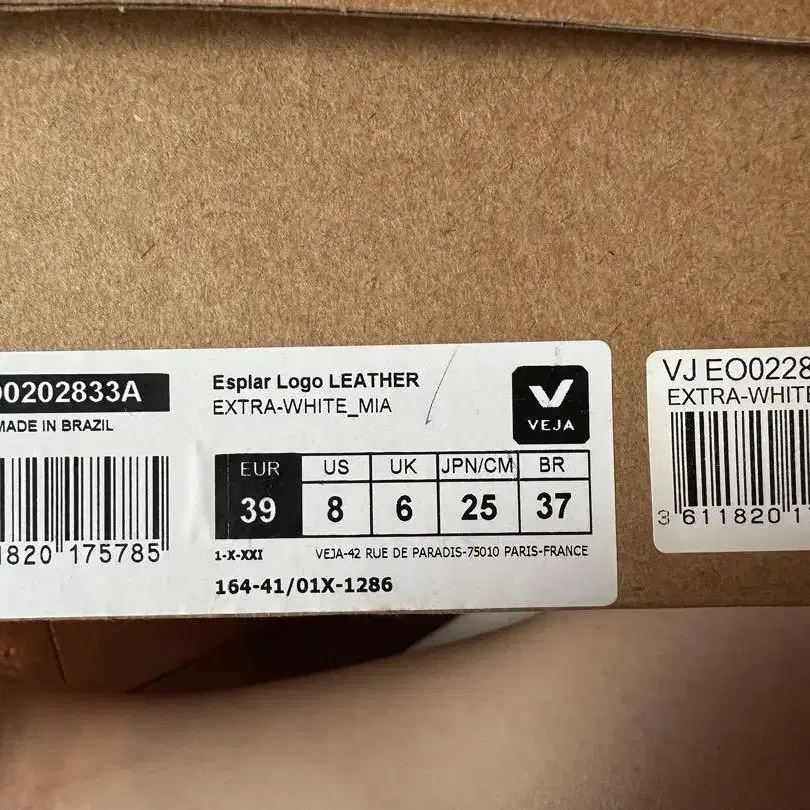 0202833A
MADE IN BRAZIL
1820 175785
Esplar Logo LEATHER
EXTRA-WHITE_MIA
VEJA
EUR US UK JPN/CM BR
39 8 6 25 37
1-X-XXI VEJA-42 RUE DE PARADIS-75010 PARIS-FRANCE
164-41/01X-1286
VJ EO0228
EXTRA-WHITE
3 611820 1